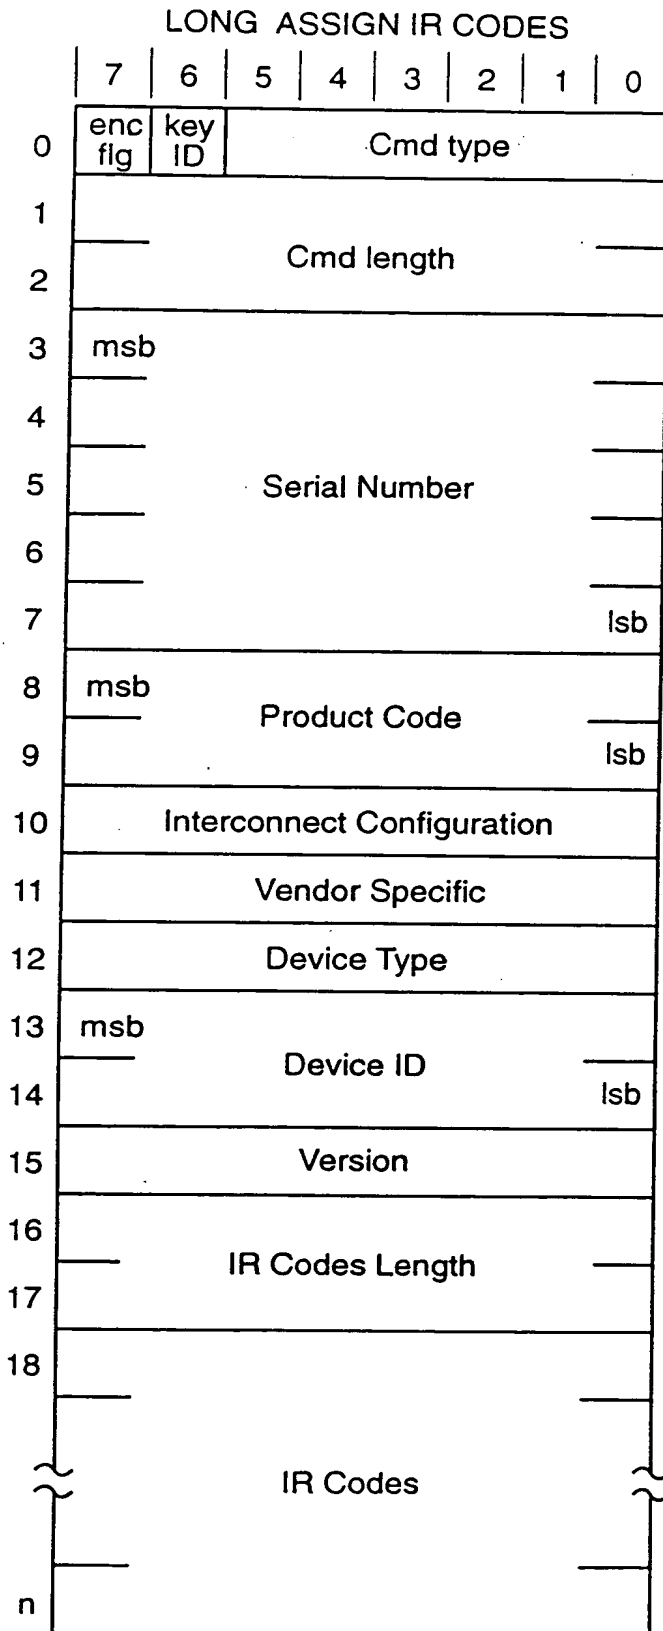 LONG ASSIGN IR CODES
7 6 5 4 3 2 1 0
0 enc flg key ID Cmd type
1
Cmd length
2
3 msb
4
5 Serial Number
6
7 lsb
8 msb
Product Code
9 lsb
10 Interconnect Configuration
11 Vendor Specific
12 Device Type
13 msb
Device ID
14 lsb
15 Version
16
IR Codes Length
17
18
IR Codes
n